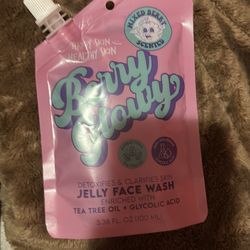 MIXED BERRY
SCENTED
HAPPY SKIN
HEALTHY SKIN
Berry
Glowy
DETOXIFIES & CLARIFIES SKIN
JELLY FACE WASH
ENRICHED WITH
TEA TREE OIL + GLYCOLIC ACID
3.38 FL. OZ (100 ML)